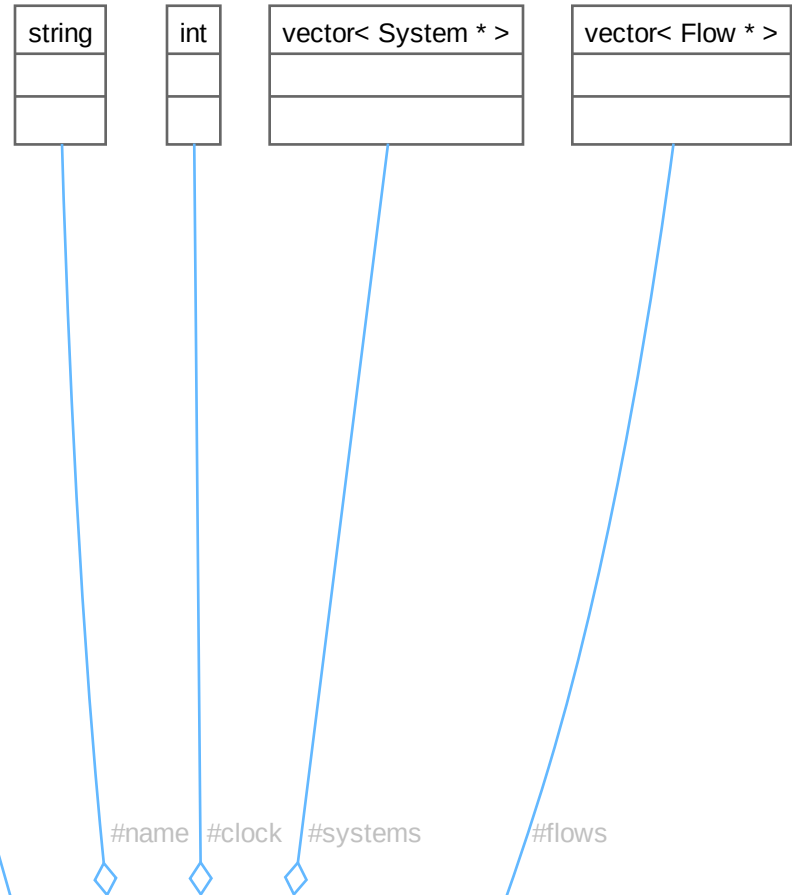 string
int
vector< System * >
vector< Flow * >
#name
#clock
#systems
#flows